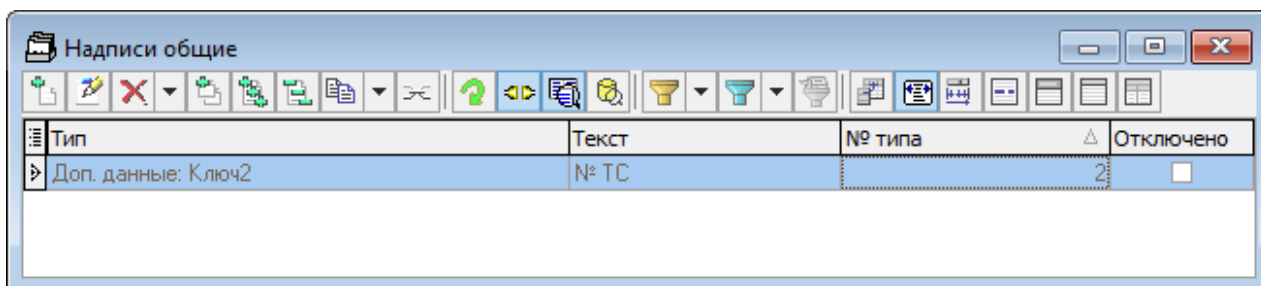 Надписи общие
Тип Текст № типа Отключено
Доп. данные: Ключ2 № ТС 2